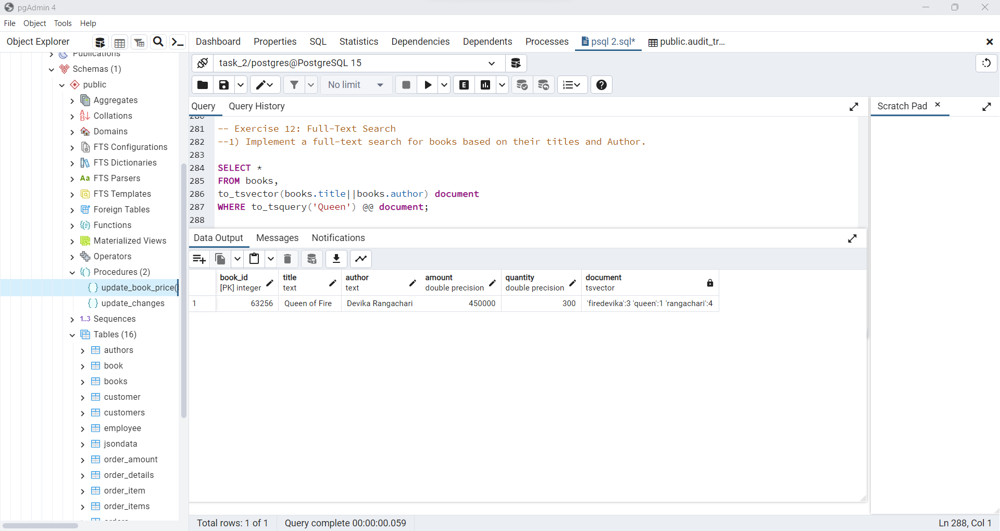 pgAdmin 4
File Object Tools Help
Object Explorer
Dashboard Properties SQL Statistics Dependencies Dependents Processes psql 2.sql* public.audit_tr...
task_2/postgres@PostgreSQL 15
No limit
E
Query Query History
Scratch Pad
Publications
Schemas (1)
public
Aggregates
Collations
Domains
FTS Configurations
FTS Dictionaries
Aa FTS Parsers
FTS Templates
Foreign Tables
Functions
Materialized Views
Operators
Procedures (2)
update_book_price(
update_changes
1..3 Sequences
Tables (16)
authors
book
books
customer
customers
employee
jsondata
order_amount
order_details
order_item
order_items
orders
280
281 -- Exercise 12: Full-Text Search
282 --1) Implement a full-text search for books based on their titles and Author.
283
284 SELECT *
285 FROM books,
286 to_tsvector(books.title||books.author) document
287 WHERE to_tsquery('Queen') @@ document;
288
Data Output Messages Notifications
book_id title author amount quantity document
[PK] integer text text double precision double precision tsvector
1 63256 Queen of Fire Devika Rangachari 450000 300 'firedevika':3 'queen':1 'rangachari':4
Total rows: 1 of 1 Query complete 00:00:00.059 Ln 288, Col 1